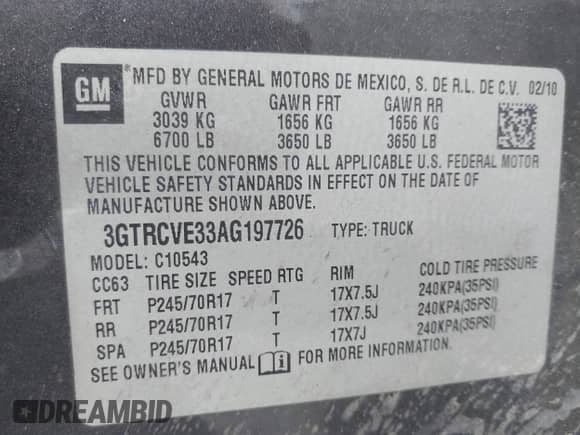 GM
®MFD BY GENERAL MOTORS DE MEXICO, S. DE R.L. DE C.V. 02/10
GVWR GAWR FRT GAWR RR
3039 KG 1656 KG 1656 KG
6700 LB 3650 LB 3650 LB
THIS VEHICLE CONFORMS TO ALL APPLICABLE U.S. FEDERAL MOTOR
VEHICLE SAFETY STANDARDS IN EFFECT ON THE DATE OF
MANUFACTURE SHOWN ABOVE.
3GTRCVE33AG197726 TYPE: TRUCK
MODEL: C10543
CC63 TIRE SIZE SPEED RTG RIM COLD TIRE PRESSURE
FRT P245/70R17 T 17X7.5J 240KPA(35PSI)
RR P245/70R17 T 17X7.5J 240KPA(35PSI)
SPA P245/70R17 T 17X7J 240KPA(35PSI)
SEE OWNER'S MANUAL FOR MORE INFORMATION.
DREAMBID